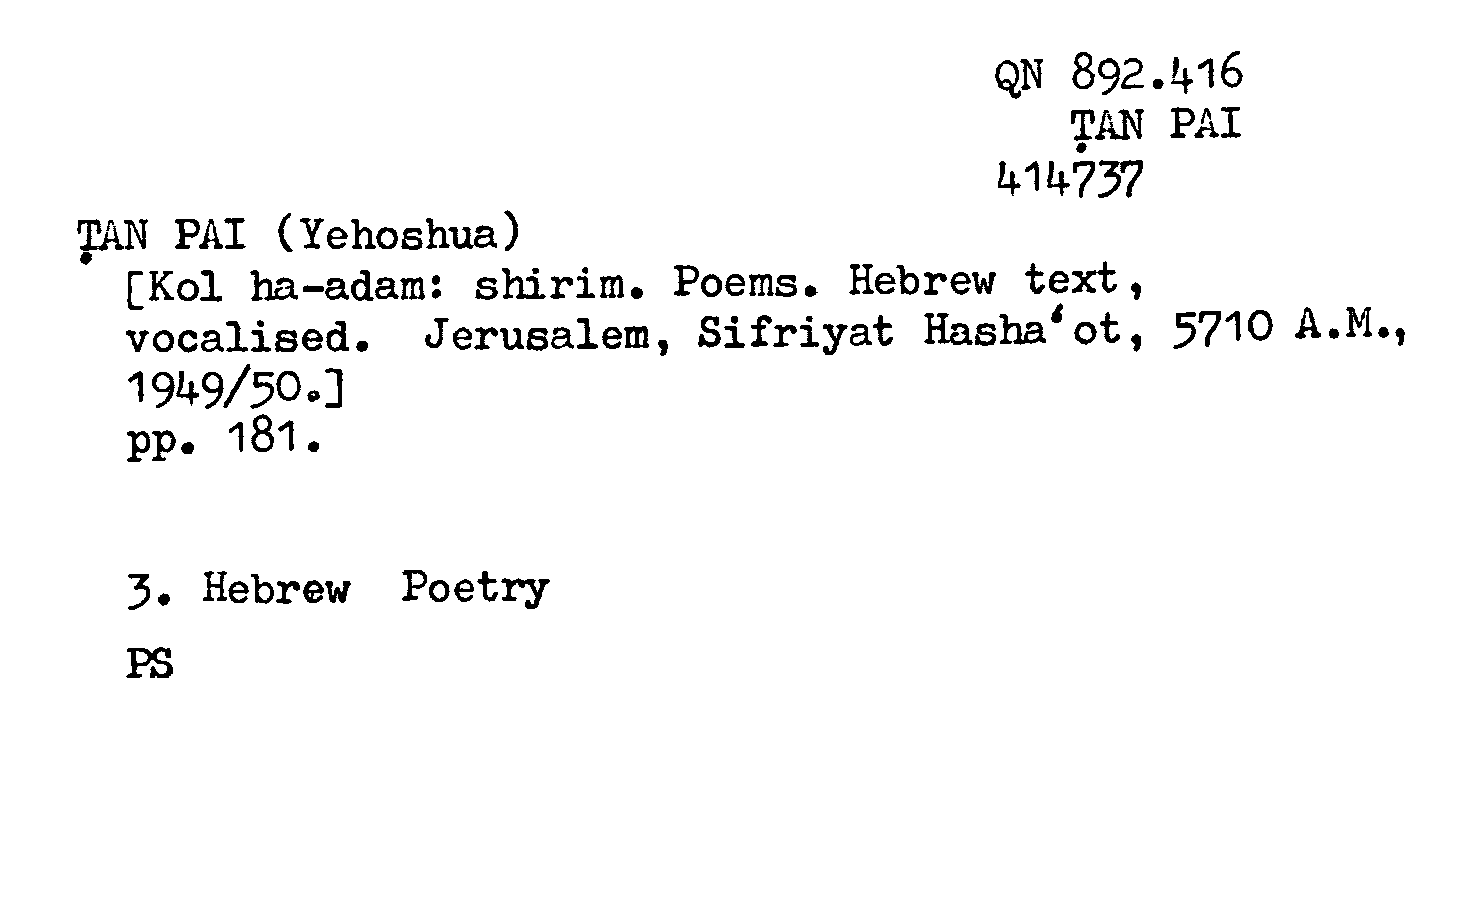 QN 892.416
ṬAN PAI
414737
ṬAN PAI (Yehoshua)
[Kol ha-adam: shirim. Poems. Hebrew text,
vocalised. Jerusalem, Sifriyat Hasha‘ot, 5710 A.M.,
1949/50.]
pp. 181.
3. Hebrew Poetry
PS